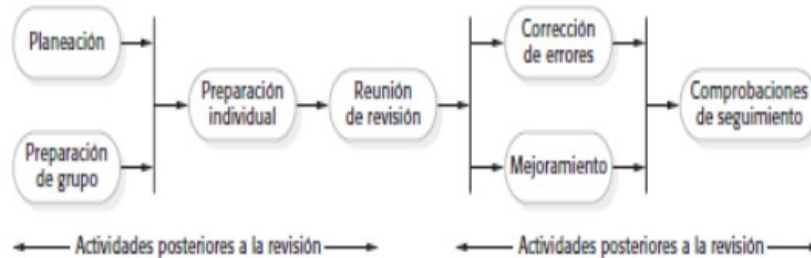 Planeación
Preparación
de grupo
Preparación
individual
Reunión
de revisión
Corrección
de errores
Mejoramiento
Comprobaciones
de seguimiento
Actividades posteriores a la revisión
Actividades posteriores a la revisión